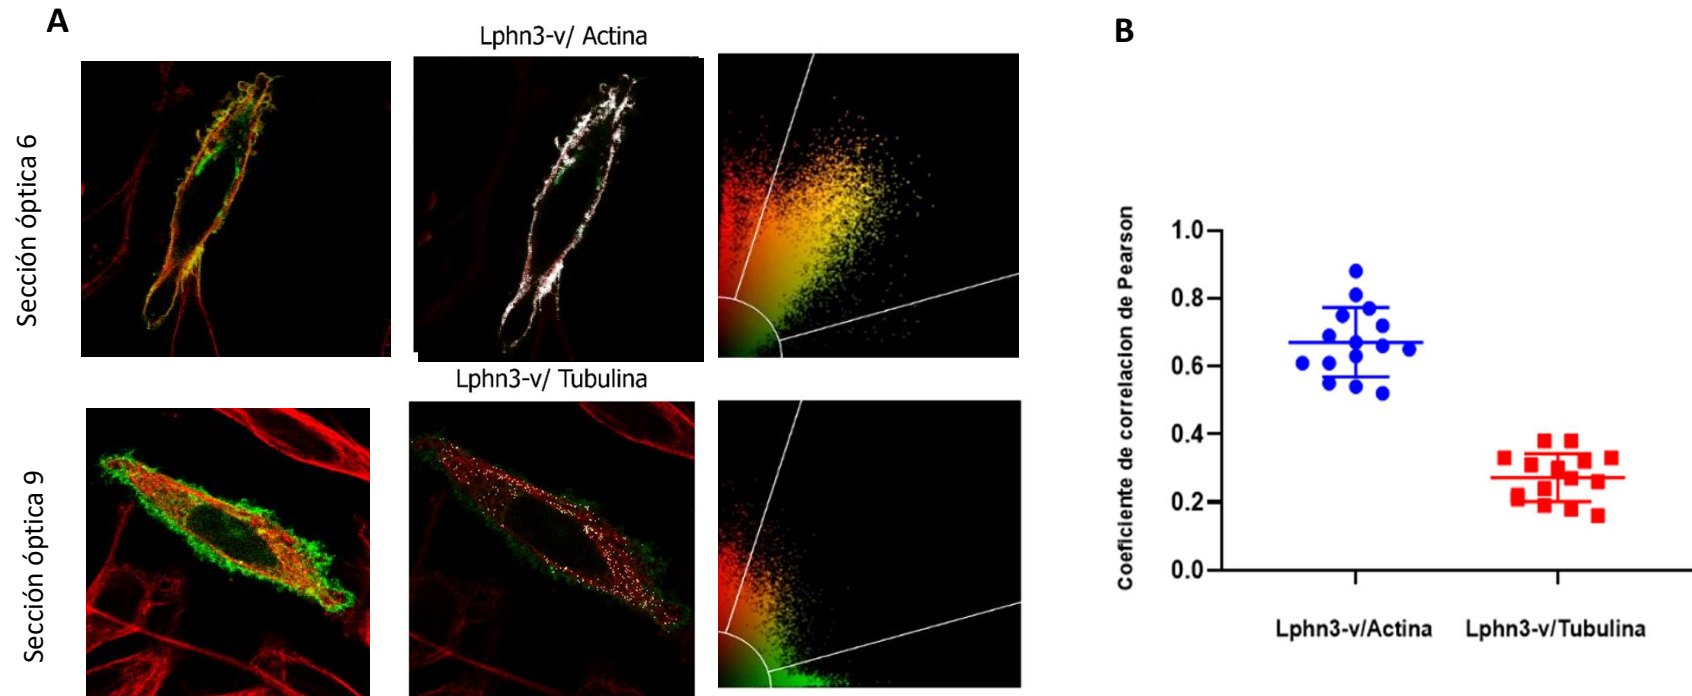 A
Lphn3-v/ Actina
Sección óptica 6
Lphn3-v/ Tubulina
Sección óptica 9
B
Coeficiente de correlacion de Pearson
1.0
0.8
0.6
0.4
0.2
0.0
Lphn3-v/Actina
Lphn3-v/Tubulina